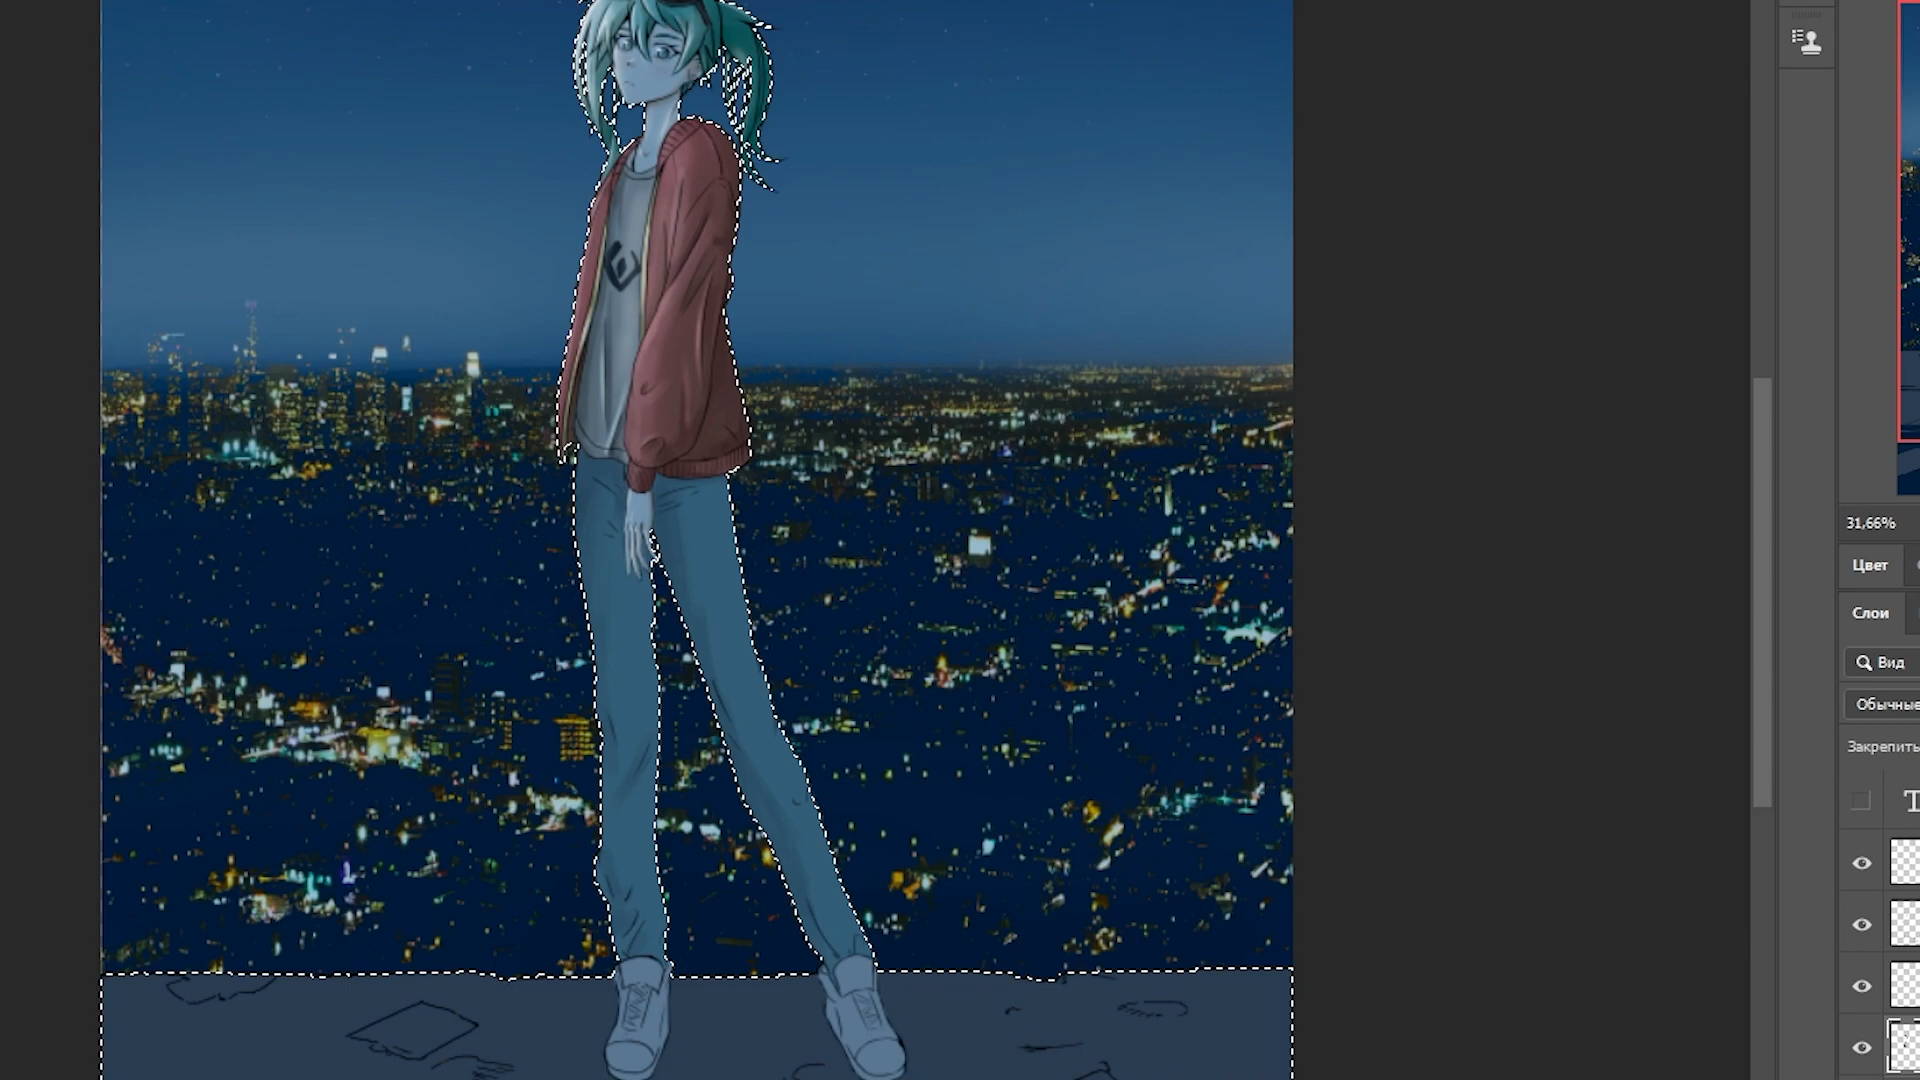 31,66%
Цвет
Слои
Вид
Обычные
Закрепить